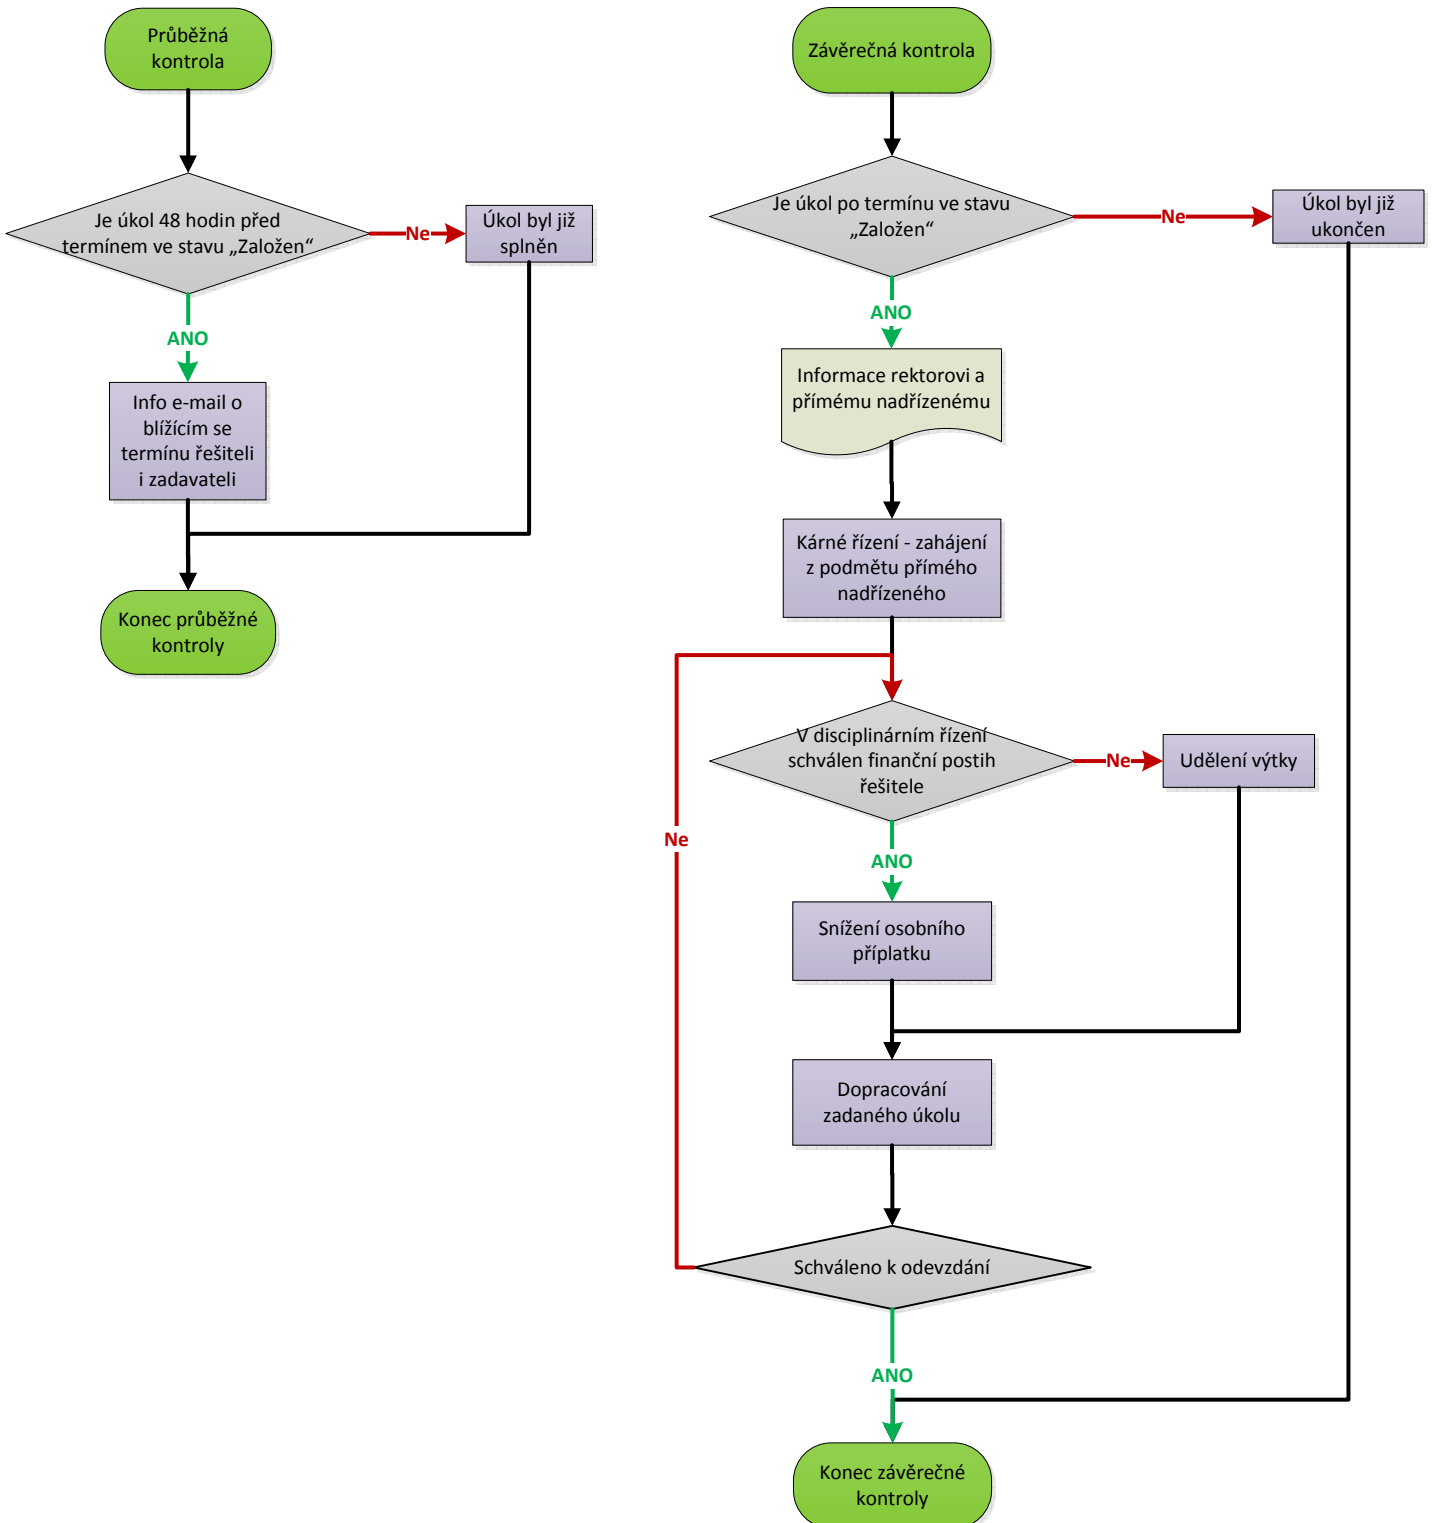 Průběžná
kontrola
Je úkol 48 hodin před
termínem ve stavu „Založen“
Ne
Úkol byl již
splněn
ANO
Info e-mail o
blížícím se
termínu řešiteli
i zadavateli
Konec průběžné
kontroly
Závěrečná kontrola
Je úkol po termínu ve stavu
„Založen“
Ne
Úkol byl již
ukončen
ANO
Informace rektorovi a
přímému nadřízenému
Kárné řízení - zahájení
z podmětu přímého
nadřízeného
V disciplinárním řízení
schválen finanční postih
řešitele
Ne
Udělení výtky
Ne
ANO
Snížení osobního
příplatku
Dopracování
zadaného úkolu
Schváleno k odevzdání
ANO
Konec závěrečné
kontroly